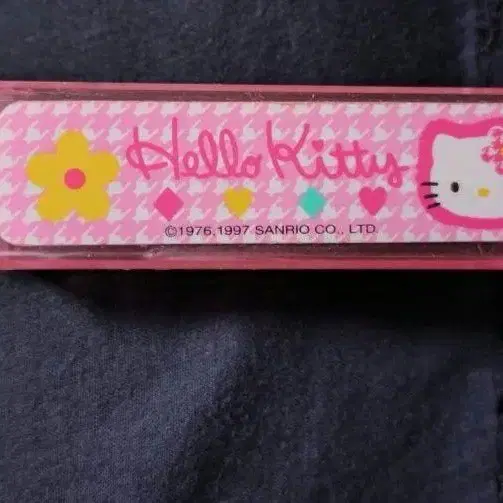 Hello Kitty
©1976,1997 SANRIO CO., LTD.